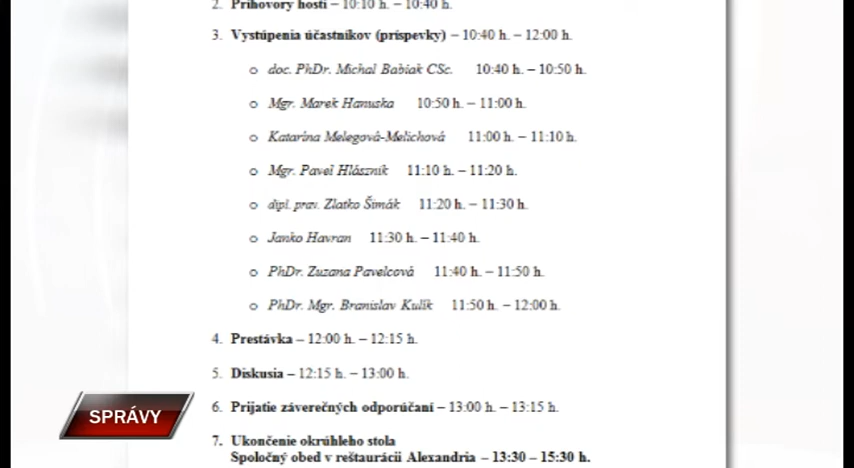 2. Príhovory hostí – 10:10 h. – 10:40 h.
3. Vystúpenia účastníkov (príspevky) – 10:40 h. – 12:00 h.
o doc. PhDr. Michal Babiak CSc. 10:40 h. – 10:50 h.
o Mgr. Marek Hanuska 10:50 h. – 11:00 h.
o Katarína Melegová-Melichová 11:00 h. – 11:10 h.
o Mgr. Pavel Hlásznik 11:10 h. – 11:20 h.
o dipl. prav. Zlatko Šimák 11:20 h. – 11:30 h.
o Janko Havran 11:30 h. – 11:40 h.
o PhDr. Zuzana Pavelcová 11:40 h. – 11:50 h.
o PhDr. Mgr. Branislav Kulík 11:50 h. – 12:00 h.
4. Prestávka – 12:00 h. – 12:15 h.
5. Diskusia – 12:15 h. – 13:00 h.
6. Prijatie záverečných odporúčaní – 13:00 h. – 13:15 h.
SPRÁVY
7. Ukončenie okrúhleho stola
Spoločný obed v reštaurácii Alexandria – 13:30 – 15:30 h.